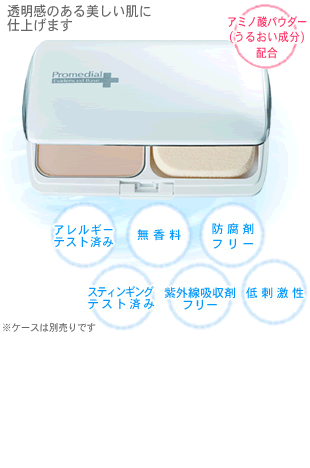 透明感のある美しい肌に
仕上げます
アミノ酸パウダー
(うるおい成分)
配合
Promedial
アレルギー
テスト済み
無香料
防腐剤
フリー
スティンギング
テスト済み
紫外線吸収剤
フリー
低刺激性
※ケースは別売りです